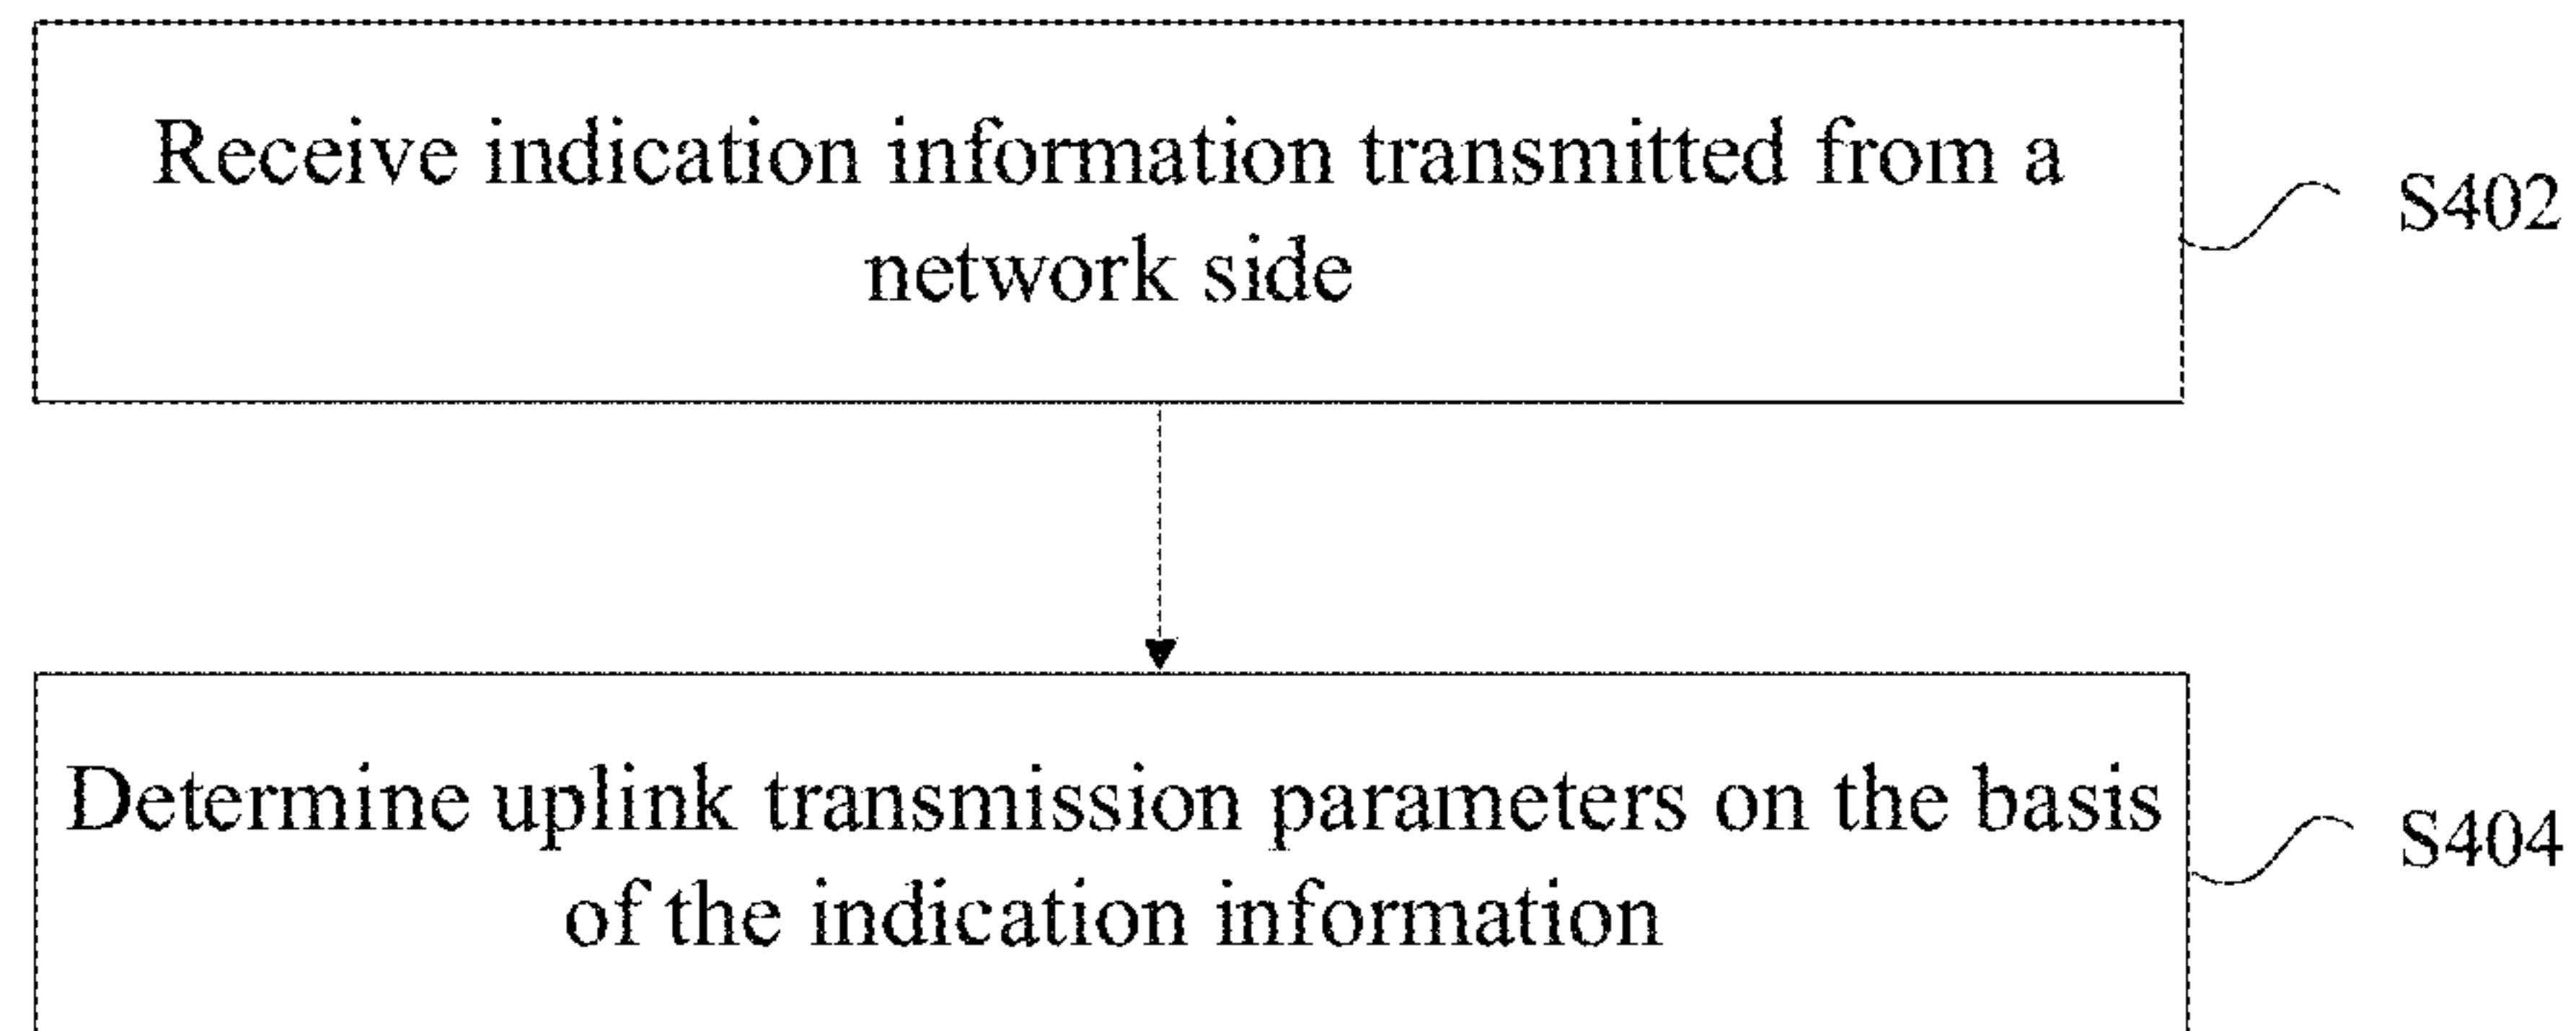 Receive indication information transmitted from a
network side
S402
Determine uplink transmission parameters on the basis
of the indication information
S404